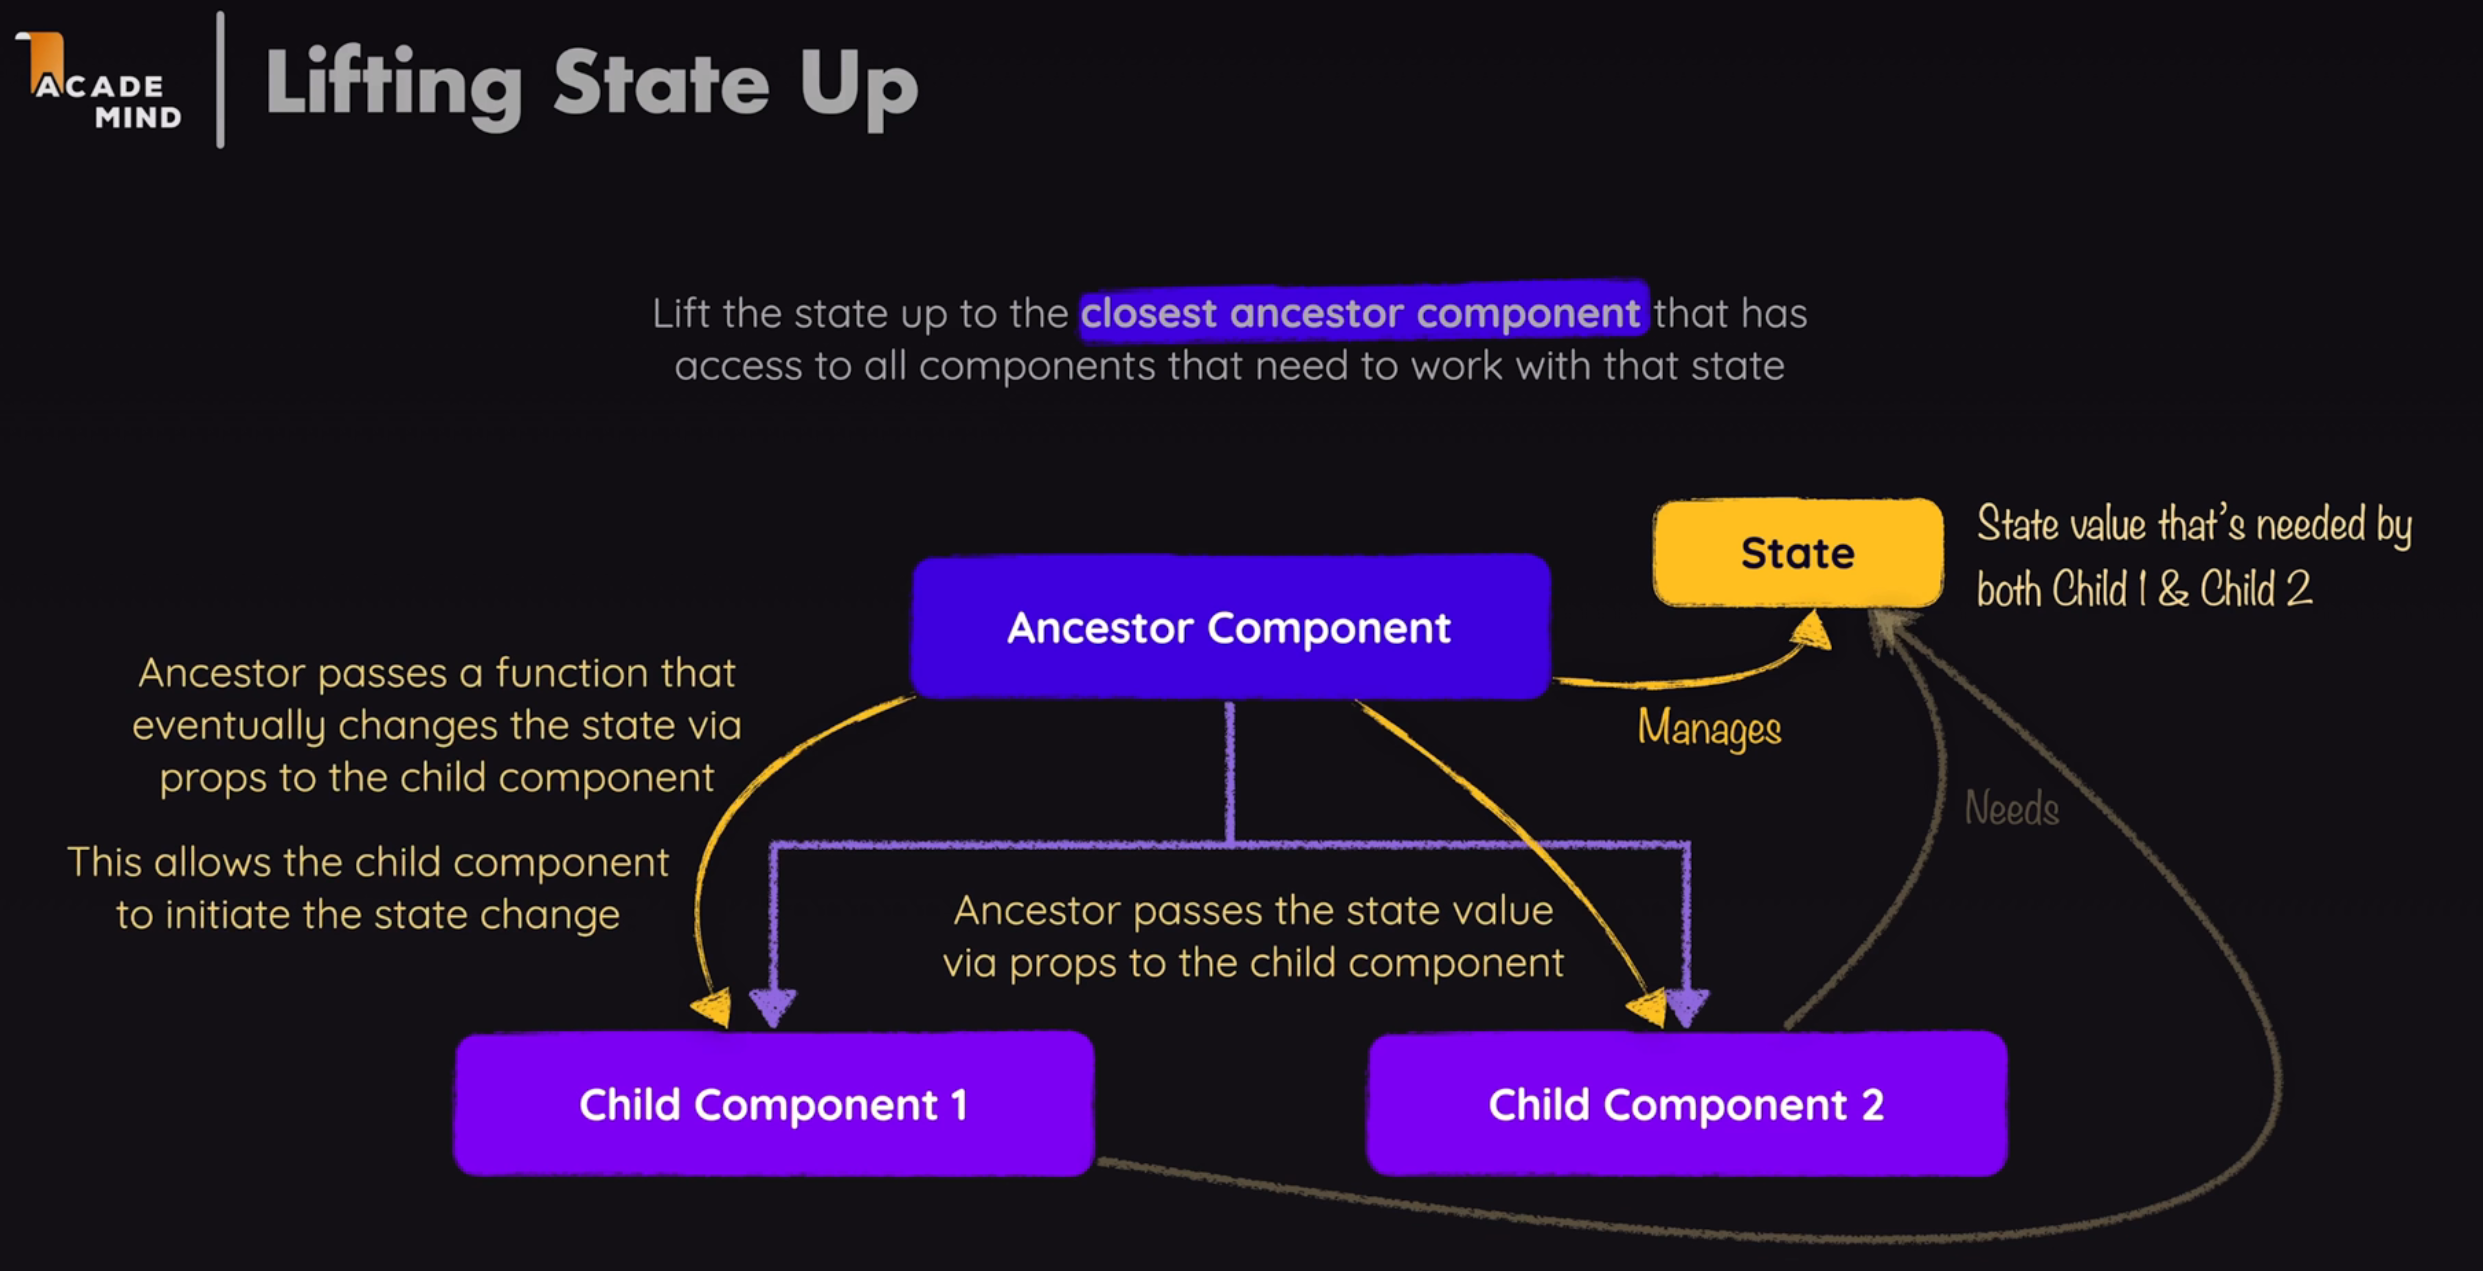 ACADE
MIND
Lifting State Up
Lift the state up to the closest ancestor component that has
access to all components that need to work with that state
State
State value that's needed by
both Child 1 & Child 2
Ancestor Component
Manages
Needs
Ancestor passes a function that
eventually changes the state via
props to the child component
This allows the child component
to initiate the state change
Ancestor passes the state value
via props to the child component
Child Component 1
Child Component 2